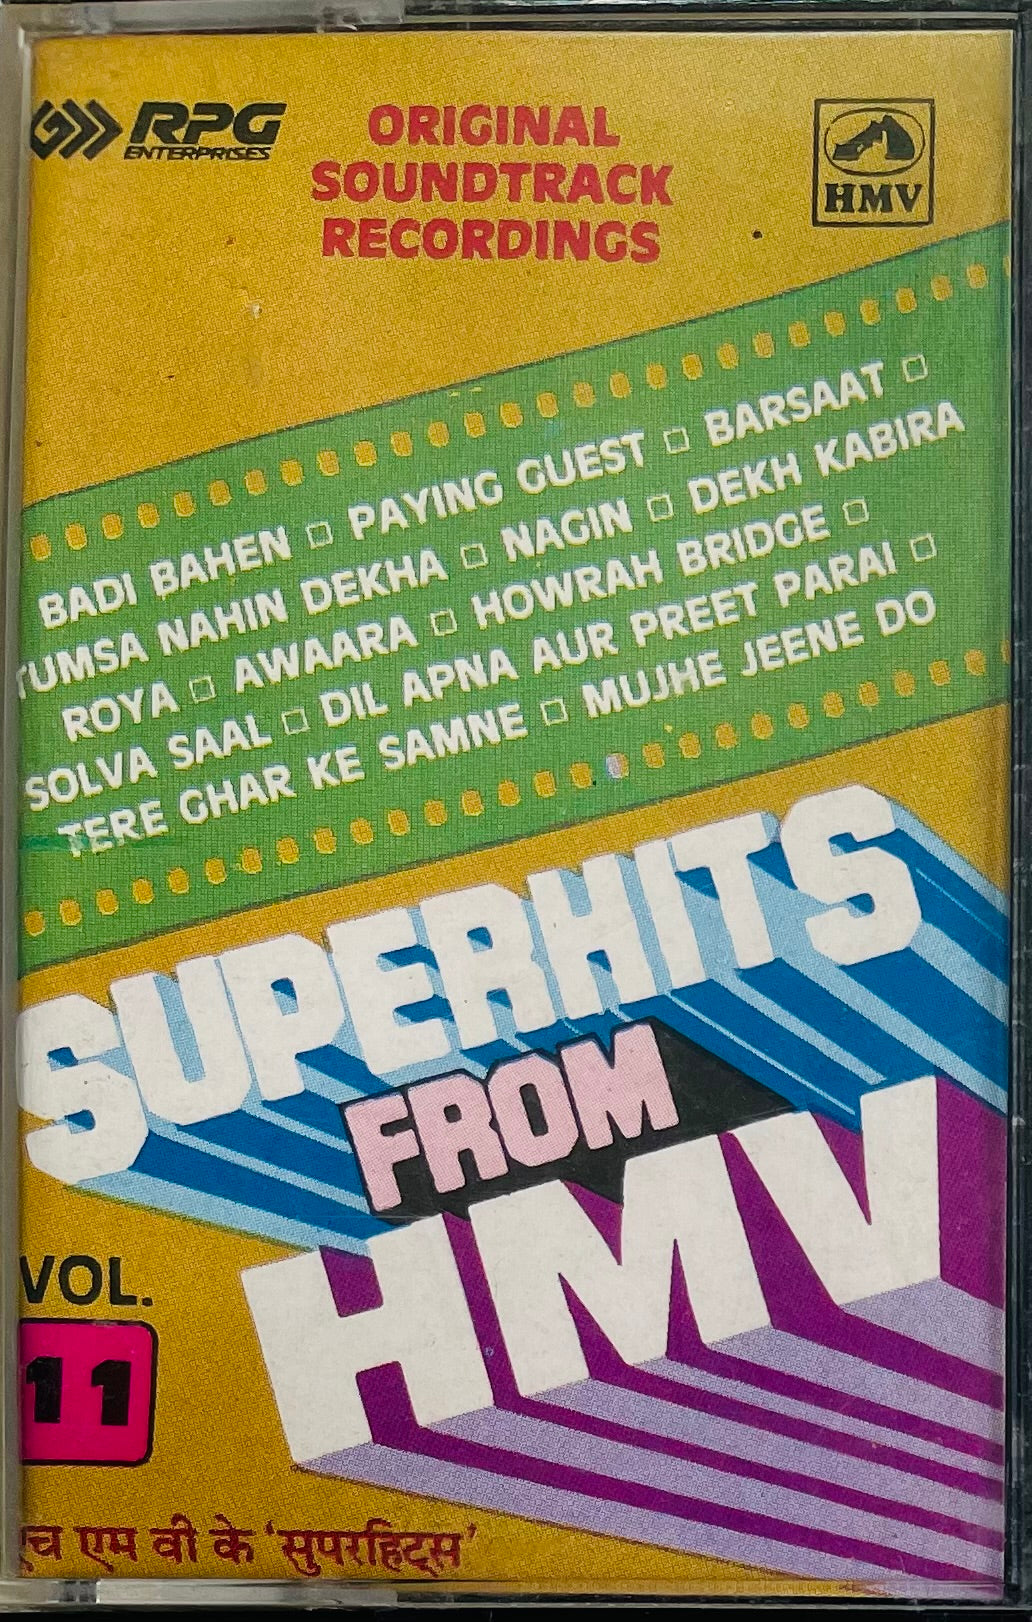 RPG
ENTERPRISES
ORIGINAL
SOUNDTRACK
RECORDINGS
HMV
BADI BAHEN □ PAYING GUEST □ BARSAAT □
TUMSA NAHIN DEKHA □ NAGIN □ DEKH KABIRA
ROYA □ AWAARA □ HOWRAH BRIDGE □
SOLVA SAAL □ DIL APNA AUR PREET PARAI □
TERE GHAR KE SAMNE □ MUJHE JEENE DO
SUPERHITS
FROM
HMV
VOL.
11
एच एम वी के 'सुपरहिट्स'